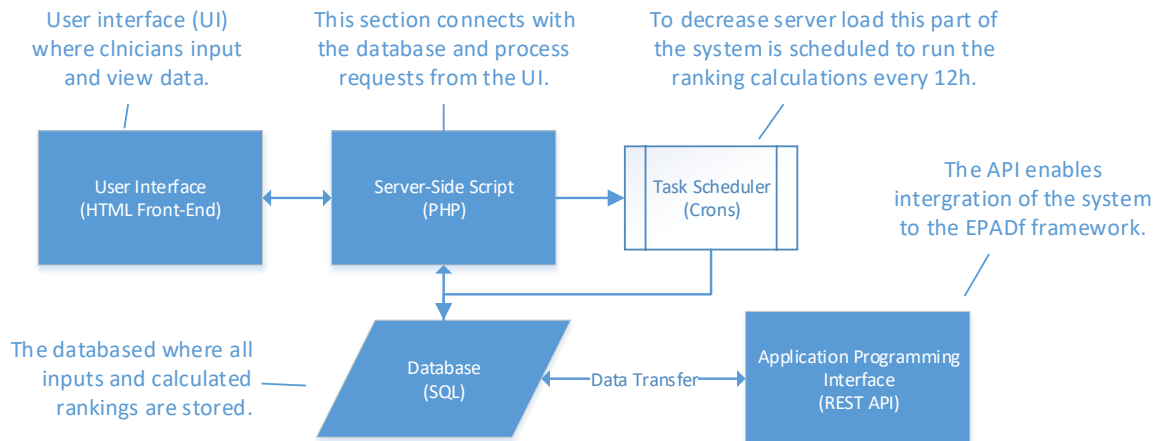 User interface (UI)
where clnicians input
and view data.
This section connects with
the database and process
requests from the UI.
To decrease server load this part of
the system is scheduled to run the
ranking calculations every 12h.
User Interface
(HTML Front-End)
Server-Side Script
(PHP)
Task Scheduler
(Crons)
The API enables
intergration of the system
to the EPADf framework.
The databased where all
inputs and calculated
rankings are stored.
Database
(SQL)
Data Transfer
Application Programming
Interface
(REST API)